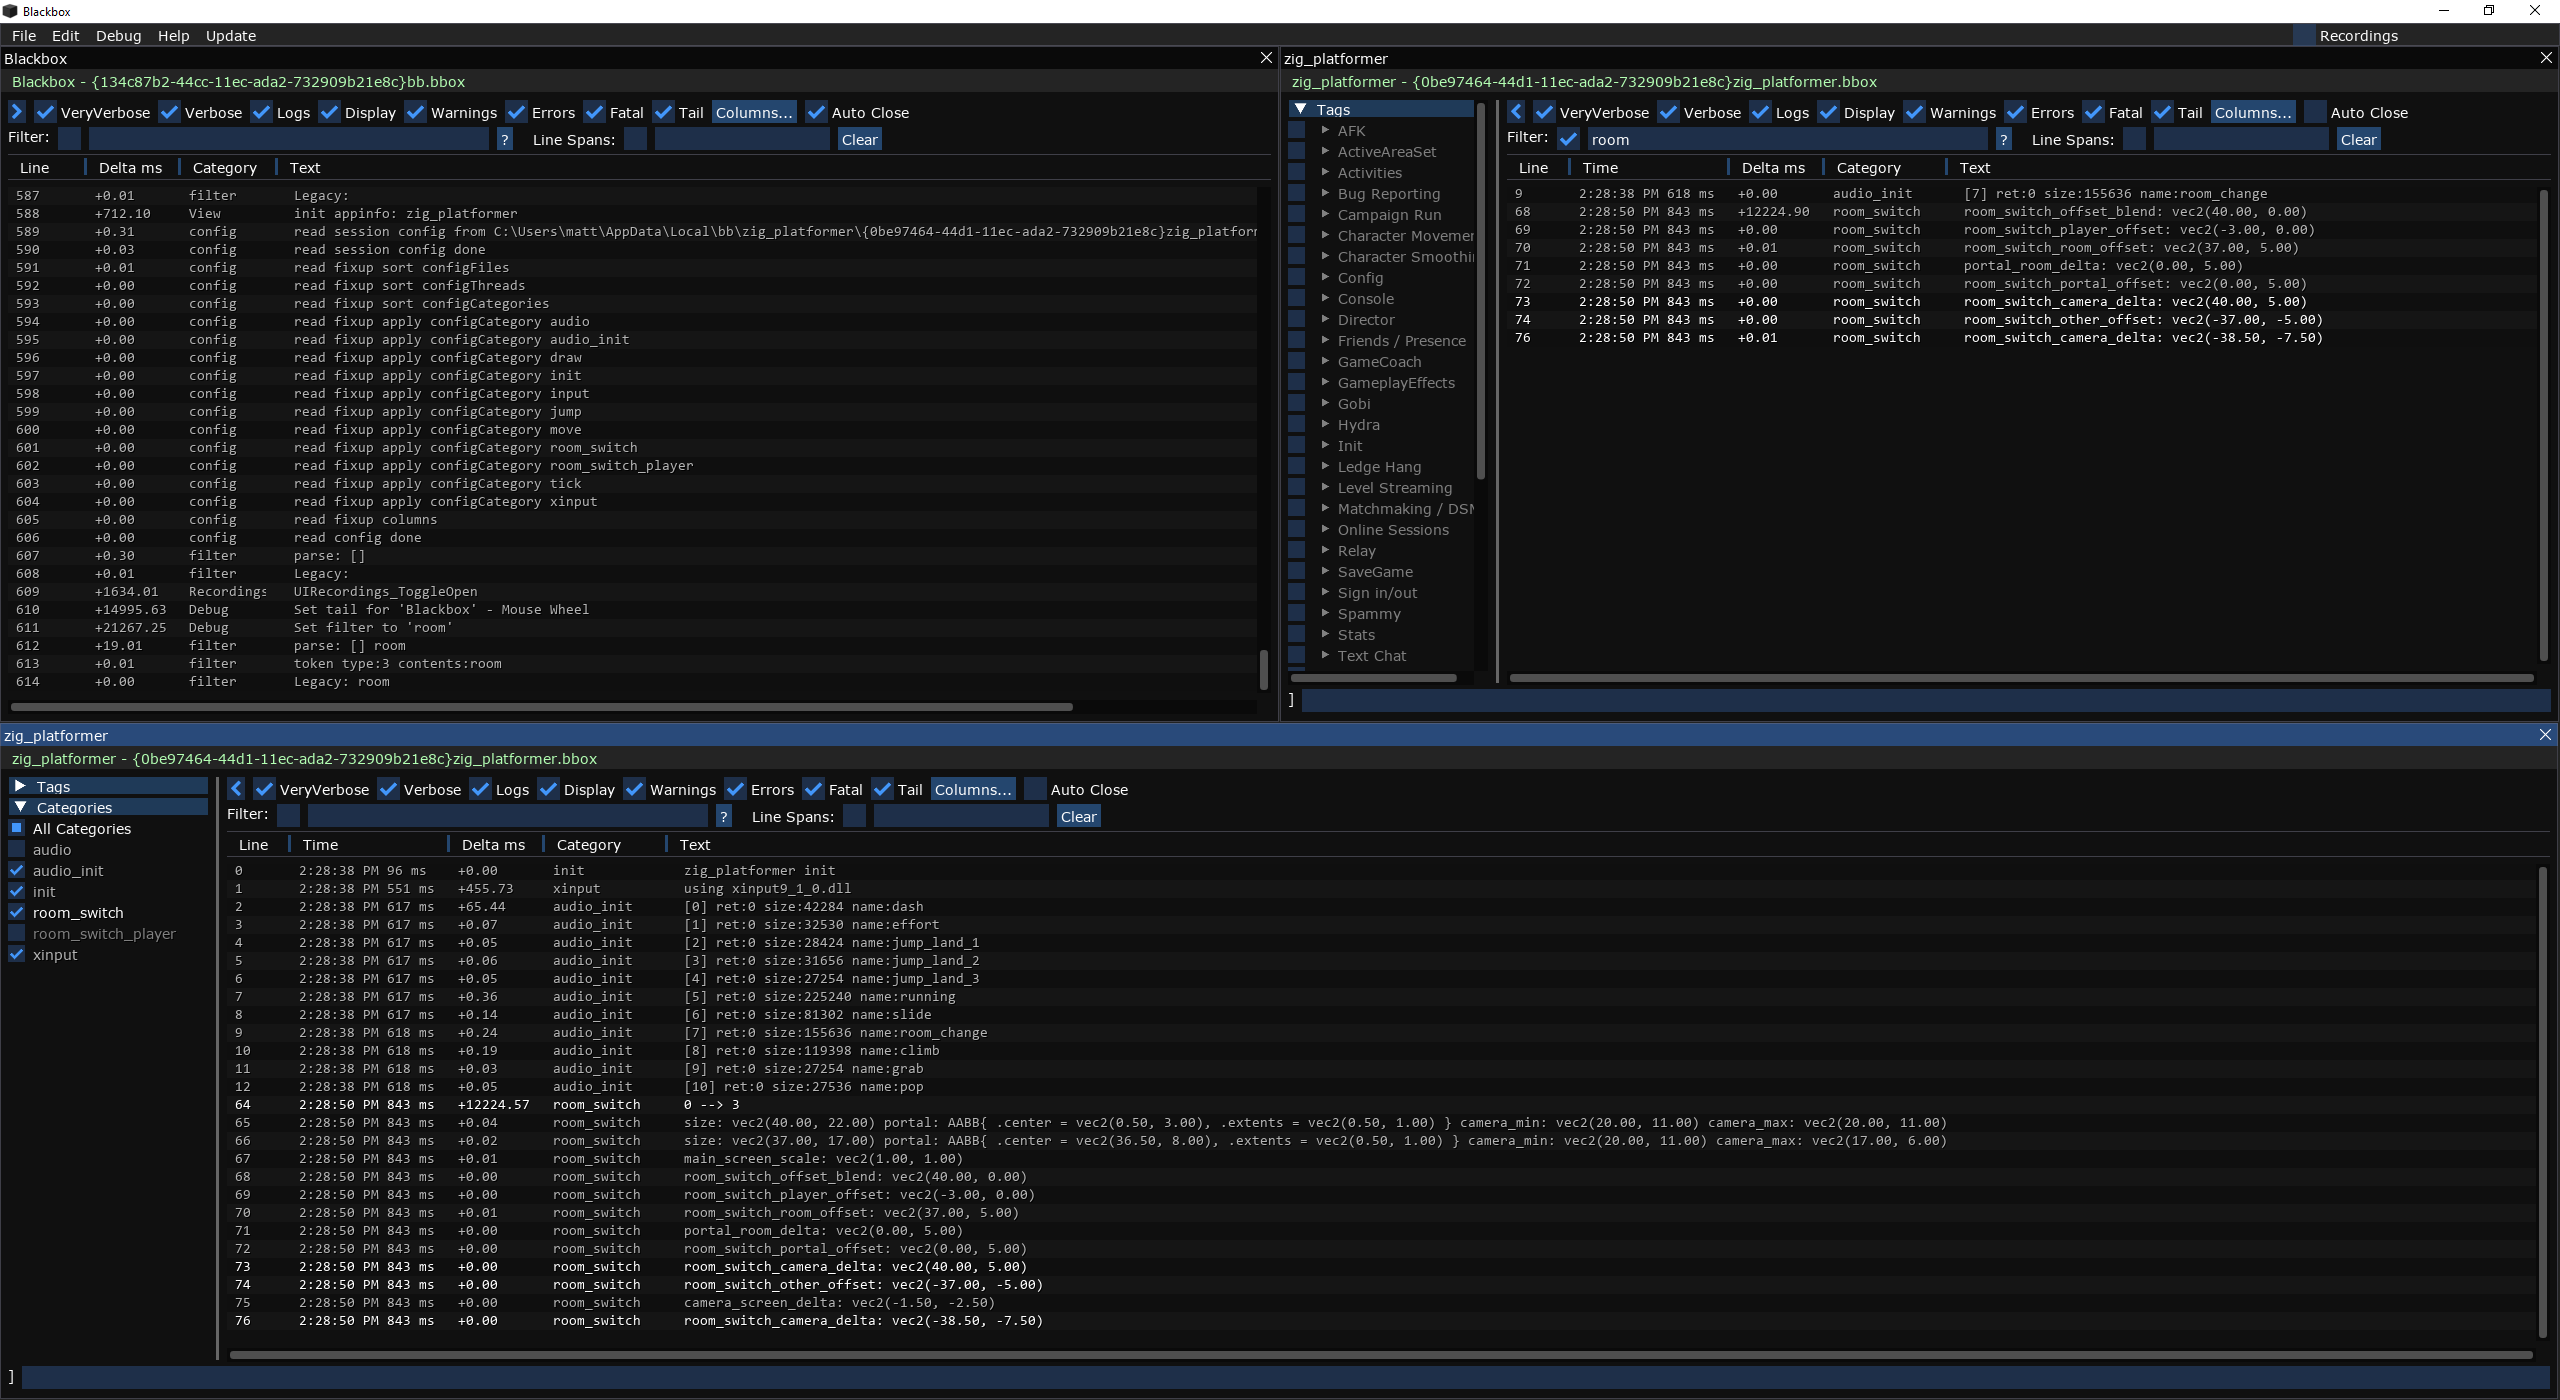 Blackbox
File Edit Debug Help Update Recordings
Blackbox
Blackbox - {134c87b2-44cc-11ec-ada2-732909b21e8c}bb.bbox
VeryVerbose Verbose Logs Display Warnings Errors Fatal Tail Columns... Auto Close
Filter: ? Line Spans: Clear
Line Delta ms Category Text
587 +0.01 filter Legacy:
588 +712.10 View init appinfo: zig_platformer
589 +0.31 config read session config from C:\Users\matt\AppData\Local\bb\zig_platformer\{0be97464-44d1-11ec-ada2-732909b21e8c}zig_platfor
590 +0.03 config read session config done
591 +0.01 config read fixup sort configFiles
592 +0.00 config read fixup sort configThreads
593 +0.00 config read fixup sort configCategories
594 +0.00 config read fixup apply configCategory audio
595 +0.00 config read fixup apply configCategory audio_init
596 +0.00 config read fixup apply configCategory draw
597 +0.00 config read fixup apply configCategory init
598 +0.00 config read fixup apply configCategory input
599 +0.00 config read fixup apply configCategory jump
600 +0.00 config read fixup apply configCategory move
601 +0.00 config read fixup apply configCategory room_switch
602 +0.00 config read fixup apply configCategory room_switch_player
603 +0.00 config read fixup apply configCategory tick
604 +0.00 config read fixup apply configCategory xinput
605 +0.00 config read fixup columns
606 +0.00 config read config done
607 +0.30 filter parse: []
608 +0.01 filter Legacy:
609 +1634.01 Recordings UIRecordings_ToggleOpen
610 +14995.63 Debug Set tail for 'Blackbox' - Mouse Wheel
611 +21267.25 Debug Set filter to 'room'
612 +19.01 filter parse: [] room
613 +0.01 filter token type:3 contents:room
614 +0.00 filter Legacy: room
zig_platformer
zig_platformer - {0be97464-44d1-11ec-ada2-732909b21e8c}zig_platformer.bbox
Tags
AFK
ActiveAreaSet
Activities
Bug Reporting
Campaign Run
Character Movemer
Character Smoothi
Config
Console
Director
Friends / Presence
GameCoach
GameplayEffects
Gobi
Hydra
Init
Ledge Hang
Level Streaming
Matchmaking / DSM
Online Sessions
Relay
SaveGame
Sign in/out
Spammy
Stats
Text Chat
VeryVerbose Verbose Logs Display Warnings Errors Fatal Tail Columns... Auto Close
Filter: room ? Line Spans: Clear
Line Time Delta ms Category Text
9 2:28:38 PM 618 ms +0.00 audio_init [7] ret:0 size:155636 name:room_change
68 2:28:50 PM 843 ms +12224.90 room_switch room_switch_offset_blend: vec2(40.00, 0.00)
69 2:28:50 PM 843 ms +0.00 room_switch room_switch_player_offset: vec2(-3.00, 0.00)
70 2:28:50 PM 843 ms +0.01 room_switch room_switch_room_offset: vec2(37.00, 5.00)
71 2:28:50 PM 843 ms +0.00 room_switch portal_room_delta: vec2(0.00, 5.00)
72 2:28:50 PM 843 ms +0.00 room_switch room_switch_portal_offset: vec2(0.00, 5.00)
73 2:28:50 PM 843 ms +0.00 room_switch room_switch_camera_delta: vec2(40.00, 5.00)
74 2:28:50 PM 843 ms +0.00 room_switch room_switch_other_offset: vec2(-37.00, -5.00)
76 2:28:50 PM 843 ms +0.01 room_switch room_switch_camera_delta: vec2(-38.50, -7.50)
]
zig_platformer
zig_platformer - {0be97464-44d1-11ec-ada2-732909b21e8c}zig_platformer.bbox
Tags
Categories
All Categories
audio
audio_init
init
room_switch
room_switch_player
xinput
VeryVerbose Verbose Logs Display Warnings Errors Fatal Tail Columns... Auto Close
Filter: ? Line Spans: Clear
Line Time Delta ms Category Text
0 2:28:38 PM 96 ms +0.00 init zig_platformer init
1 2:28:38 PM 551 ms +455.73 xinput using xinput9_1_0.dll
2 2:28:38 PM 617 ms +65.44 audio_init [0] ret:0 size:42284 name:dash
3 2:28:38 PM 617 ms +0.07 audio_init [1] ret:0 size:32530 name:effort
4 2:28:38 PM 617 ms +0.05 audio_init [2] ret:0 size:28424 name:jump_land_1
5 2:28:38 PM 617 ms +0.06 audio_init [3] ret:0 size:31656 name:jump_land_2
6 2:28:38 PM 617 ms +0.05 audio_init [4] ret:0 size:27254 name:jump_land_3
7 2:28:38 PM 617 ms +0.36 audio_init [5] ret:0 size:225240 name:running
8 2:28:38 PM 617 ms +0.14 audio_init [6] ret:0 size:81302 name:slide
9 2:28:38 PM 618 ms +0.24 audio_init [7] ret:0 size:155636 name:room_change
10 2:28:38 PM 618 ms +0.19 audio_init [8] ret:0 size:119398 name:climb
11 2:28:38 PM 618 ms +0.03 audio_init [9] ret:0 size:27254 name:grab
12 2:28:38 PM 618 ms +0.05 audio_init [10] ret:0 size:27536 name:pop
64 2:28:50 PM 843 ms +12224.57 room_switch 0 --> 3
65 2:28:50 PM 843 ms +0.04 room_switch size: vec2(40.00, 22.00) portal: AABB{ .center = vec2(0.50, 3.00), .extents = vec2(0.50, 1.00) } camera_min: vec2(20.00, 11.00) camera_max: vec2(20.00, 11.00)
66 2:28:50 PM 843 ms +0.02 room_switch size: vec2(37.00, 17.00) portal: AABB{ .center = vec2(36.50, 8.00), .extents = vec2(0.50, 1.00) } camera_min: vec2(20.00, 11.00) camera_max: vec2(17.00, 6.00)
67 2:28:50 PM 843 ms +0.01 room_switch main_screen_scale: vec2(1.00, 1.00)
68 2:28:50 PM 843 ms +0.00 room_switch room_switch_offset_blend: vec2(40.00, 0.00)
69 2:28:50 PM 843 ms +0.00 room_switch room_switch_player_offset: vec2(-3.00, 0.00)
70 2:28:50 PM 843 ms +0.01 room_switch room_switch_room_offset: vec2(37.00, 5.00)
71 2:28:50 PM 843 ms +0.00 room_switch portal_room_delta: vec2(0.00, 5.00)
72 2:28:50 PM 843 ms +0.00 room_switch room_switch_portal_offset: vec2(0.00, 5.00)
73 2:28:50 PM 843 ms +0.00 room_switch room_switch_camera_delta: vec2(40.00, 5.00)
74 2:28:50 PM 843 ms +0.00 room_switch room_switch_other_offset: vec2(-37.00, -5.00)
75 2:28:50 PM 843 ms +0.00 room_switch camera_screen_delta: vec2(-1.50, -2.50)
76 2:28:50 PM 843 ms +0.00 room_switch room_switch_camera_delta: vec2(-38.50, -7.50)
]